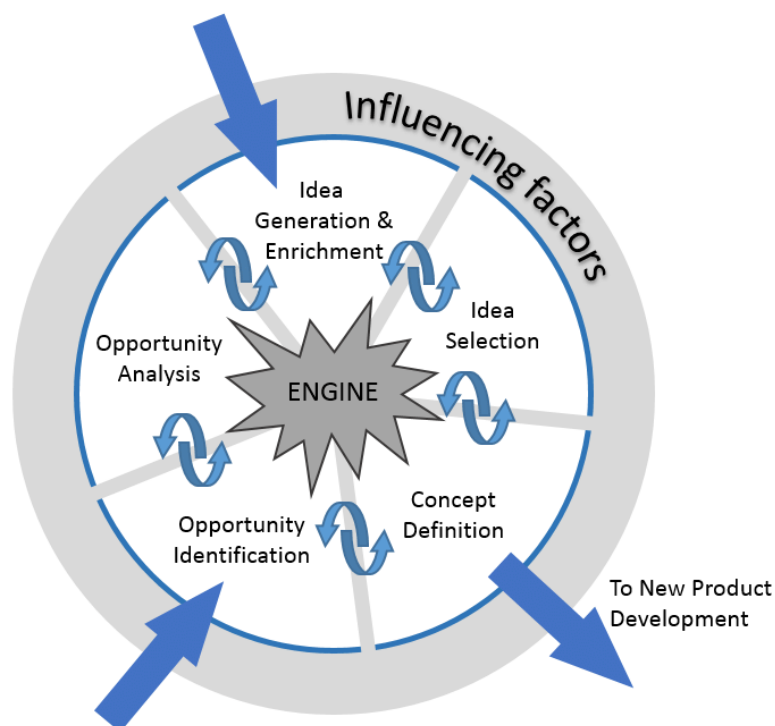 Influencing factors
Idea
Generation &
Enrichment
Idea
Selection
Opportunity
Analysis
ENGINE
Concept
Definition
Opportunity
Identification
To New Product
Development